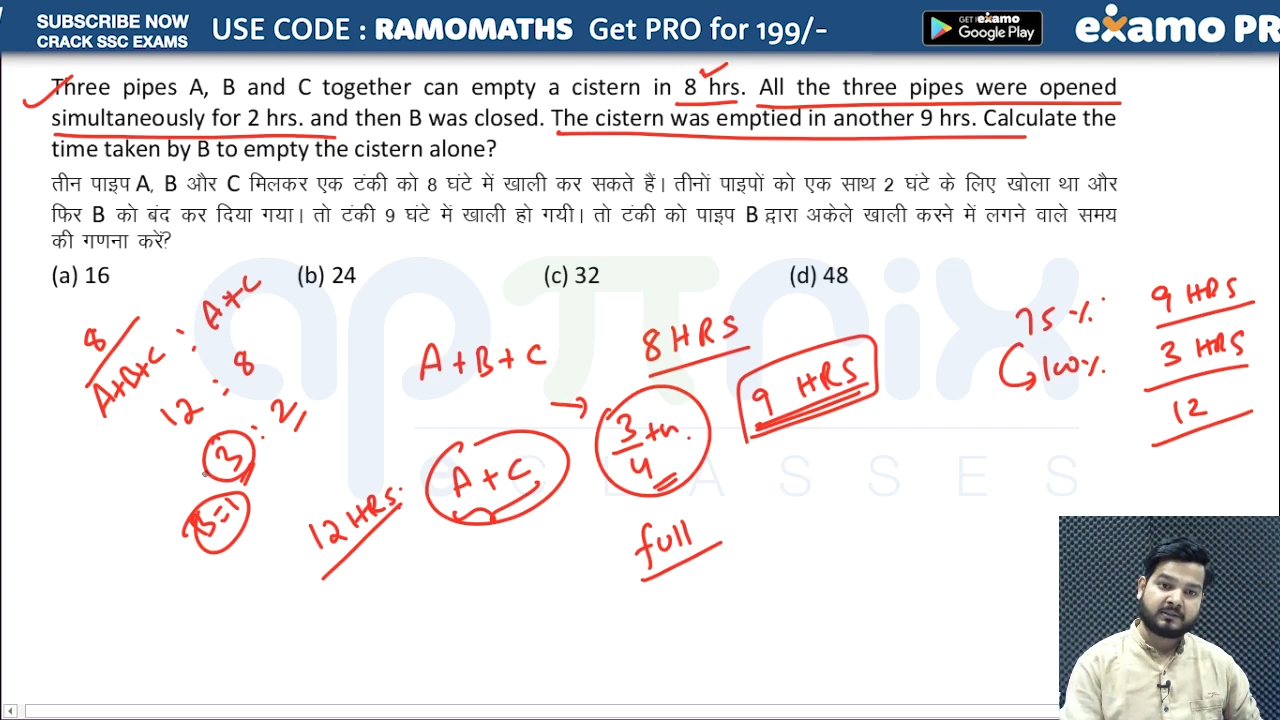 SUBSCRIBE NOW
CRACK SSC EXAMS
USE CODE : RAMOMATHS Get PRO for 199/-
GET examo
Google Play
examo PR
Three pipes A, B and C together can empty a cistern in 8 hrs. All the three pipes were opened
simultaneously for 2 hrs. and then B was closed. The cistern was emptied in another 9 hrs. Calculate the
time taken by B to empty the cistern alone?
तीन पाइप A, B और C मिलकर एक टंकी को 8 घंटे में खाली कर सकते हैं। तीनों पाइपों को एक साथ 2 घंटे के लिए खोला था और
फिर B को बंद कर दिया गया। तो टंकी 9 घंटे में खाली हो गयी। तो टंकी को पाइप B द्वारा अकेले खाली करने में लगने वाले समय
की गणना करें?
(a) 16 (b) 24 (c) 32 (d) 48
8
A+B+C : A+C
12 : 8
3 : 2
B=1
A+B+C
8 HRS
9 HRS
A+C
3/4 th.
12 HRS.
full
75%
100%
9 HRS
3 HRS
12
CLASSES